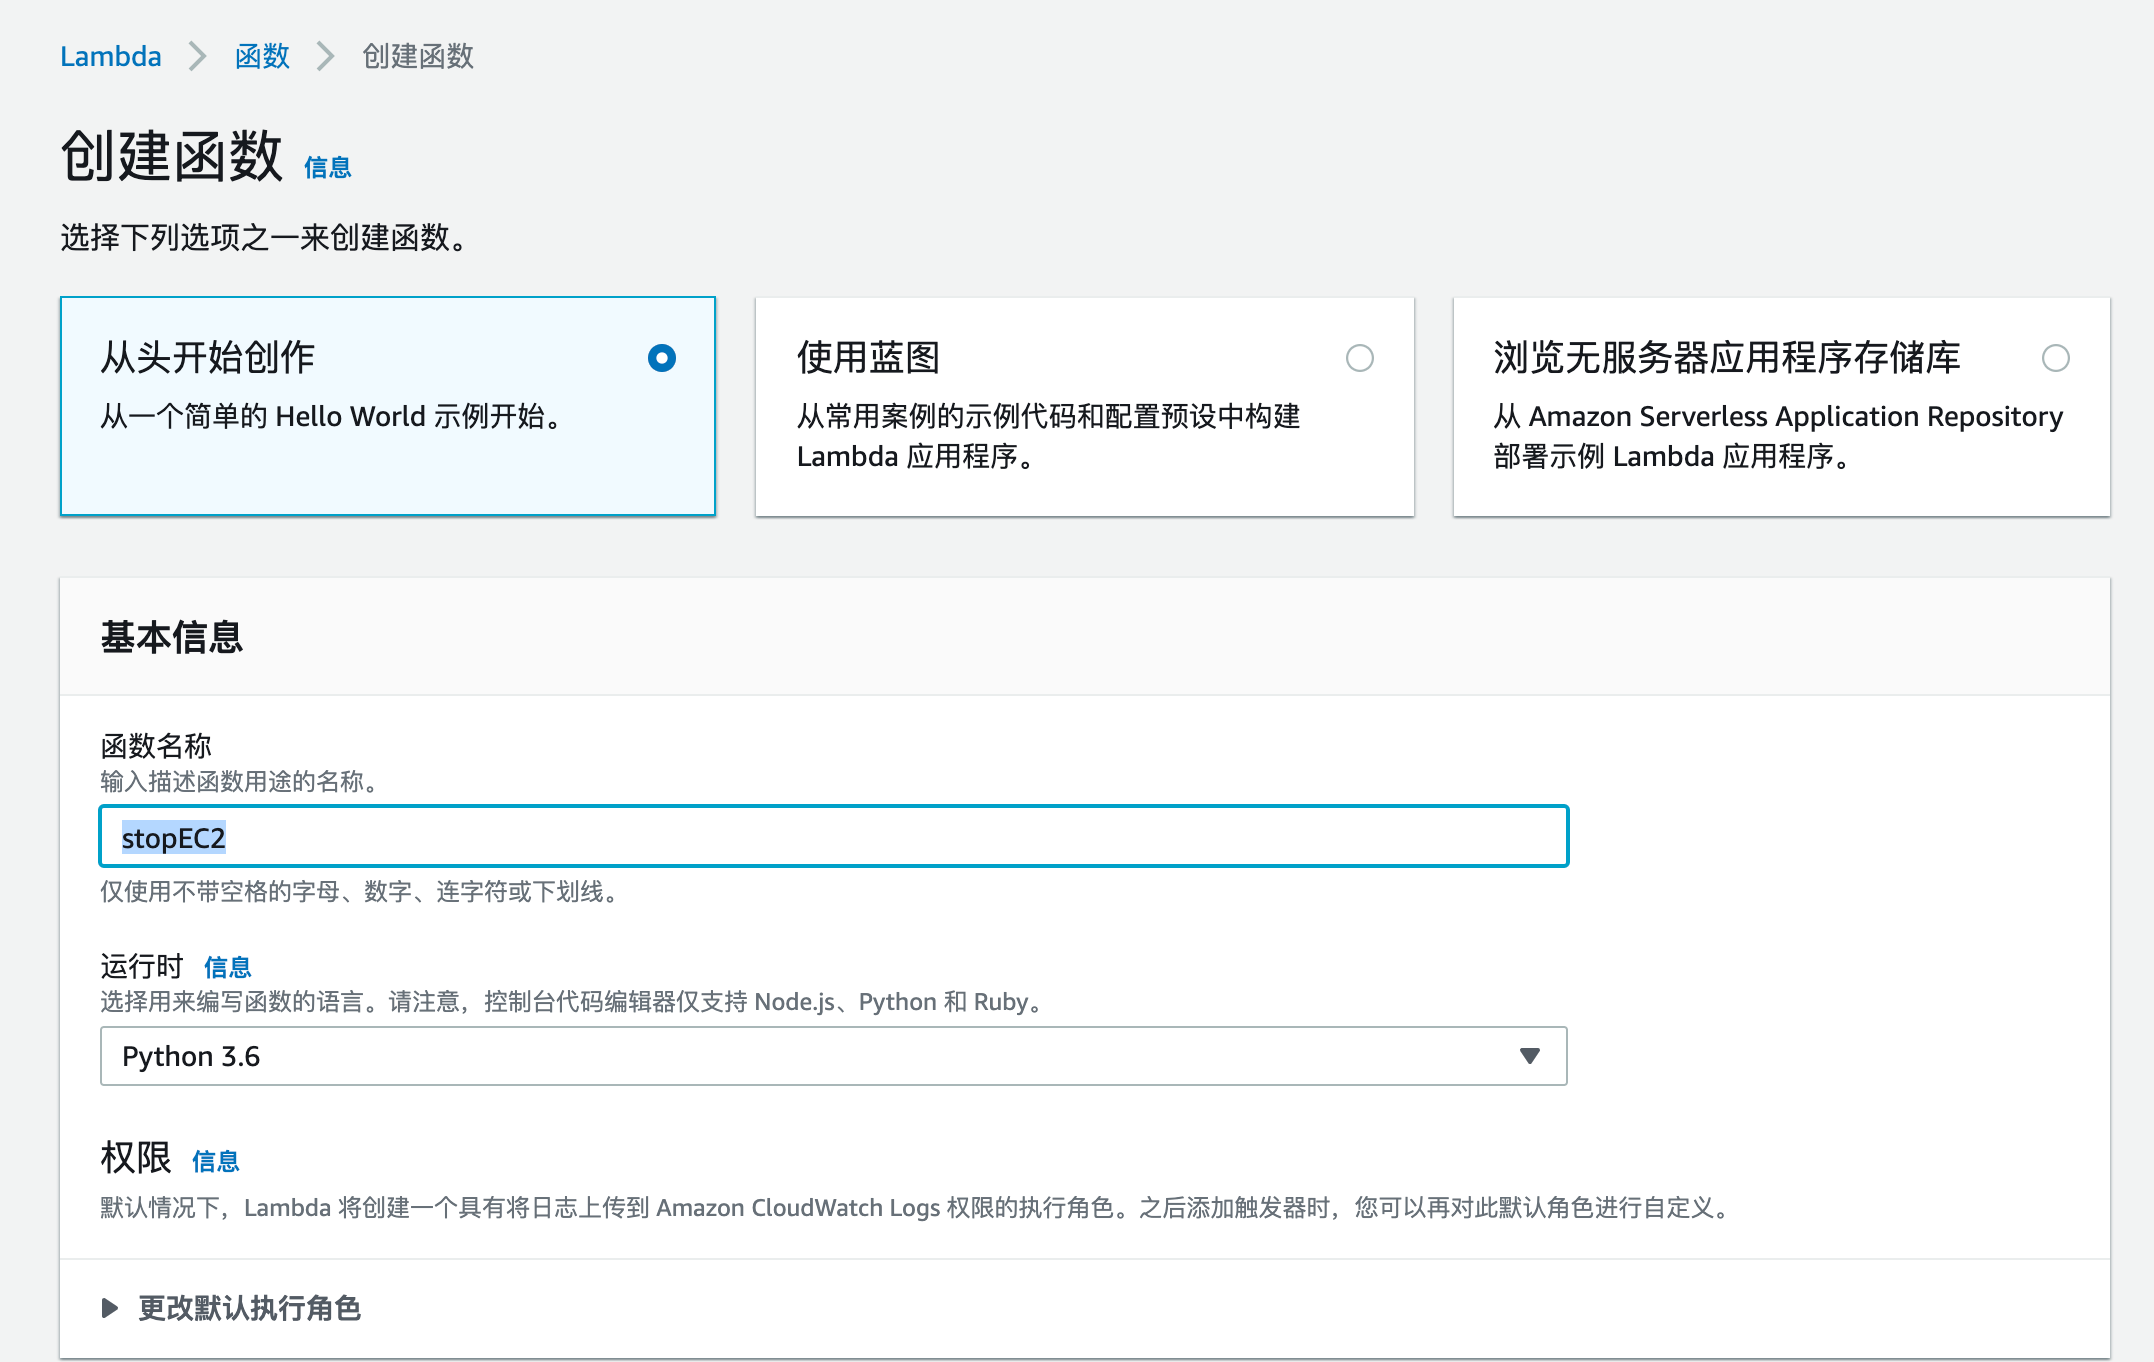 Lambda > 函数 > 创建函数
创建函数 信息
选择下列选项之一来创建函数。
从头开始创作
从一个简单的 Hello World 示例开始。
使用蓝图
从常用案例的示例代码和配置预设中构建
Lambda 应用程序。
浏览无服务器应用程序存储库
从 Amazon Serverless Application Repository
部署示例 Lambda 应用程序。
基本信息
函数名称
输入描述函数用途的名称。
stopEC2
仅使用不带空格的字母、数字、连字符或下划线。
运行时 信息
选择用来编写函数的语言。请注意，控制台代码编辑器仅支持 Node.js、Python 和 Ruby。
Python 3.6
权限 信息
默认情况下，Lambda 将创建一个具有将日志上传到 Amazon CloudWatch Logs 权限的执行角色。之后添加触发器时，您可以再对此默认角色进行自定义。
更改默认执行角色